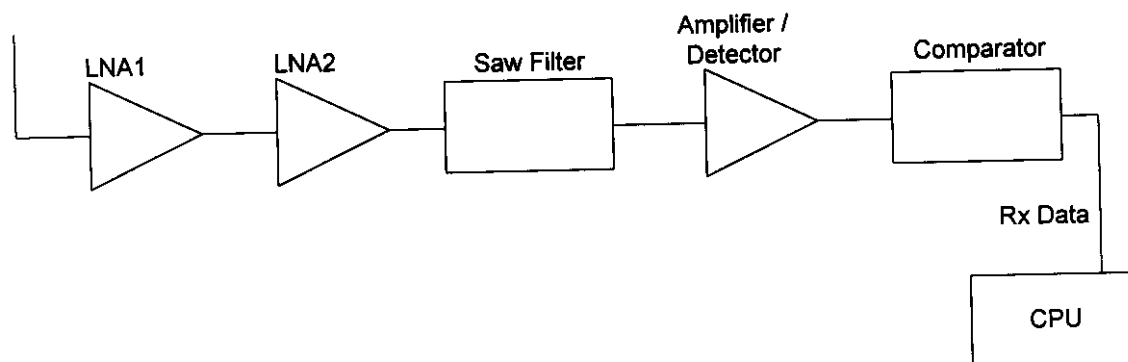 LNA1
LNA2
Saw Filter
Amplifier /
Detector
Comparator
Rx Data
CPU